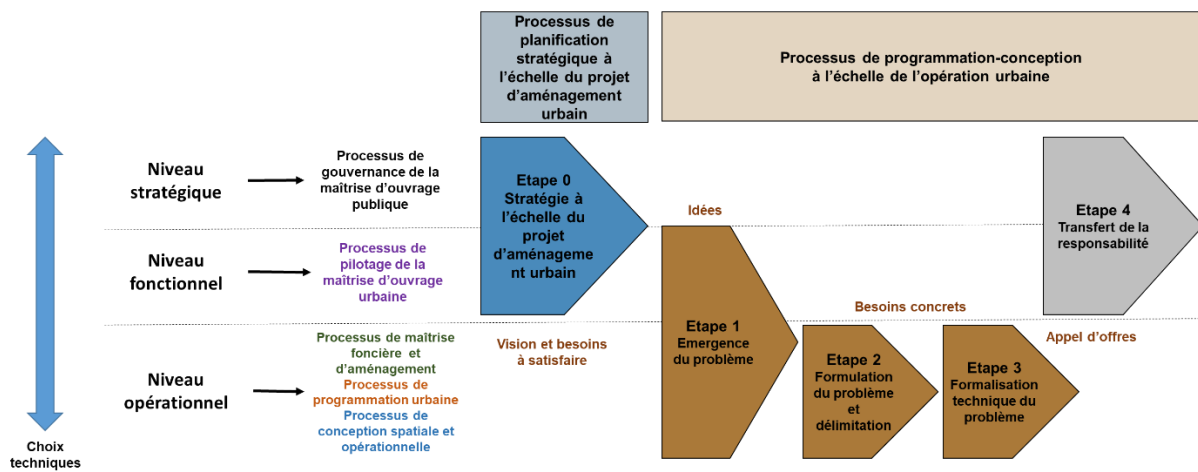 Processus de
planification
stratégique à
l'échelle du projet
d'aménagement
urbain
Processus de programmation-conception
à l'échelle de l'opération urbaine
Niveau
stratégique
Processus de
gouvernance de la
maîtrise d'ouvrage
publique
Etape 0
Stratégie à
l'échelle du
projet
d'aménageme
nt urbain
Idées
Etape 4
Transfert de la
responsabilité
Niveau
fonctionnel
Processus de
pilotage de la
maîtrise d'ouvrage
urbaine
Etape 1
Emergence
du problème
Besoins concrets
Niveau
opérationnel
Processus de maîtrise
foncière et
d'aménagement
Processus de
programmation urbaine
Processus de
conception spatiale et
opérationnelle
Vision et besoins
à satisfaire
Etape 2
Formulation
du problème
et
délimitation
Etape 3
Formalisation
technique du
problème
Appel d'offres
Choix
techniques